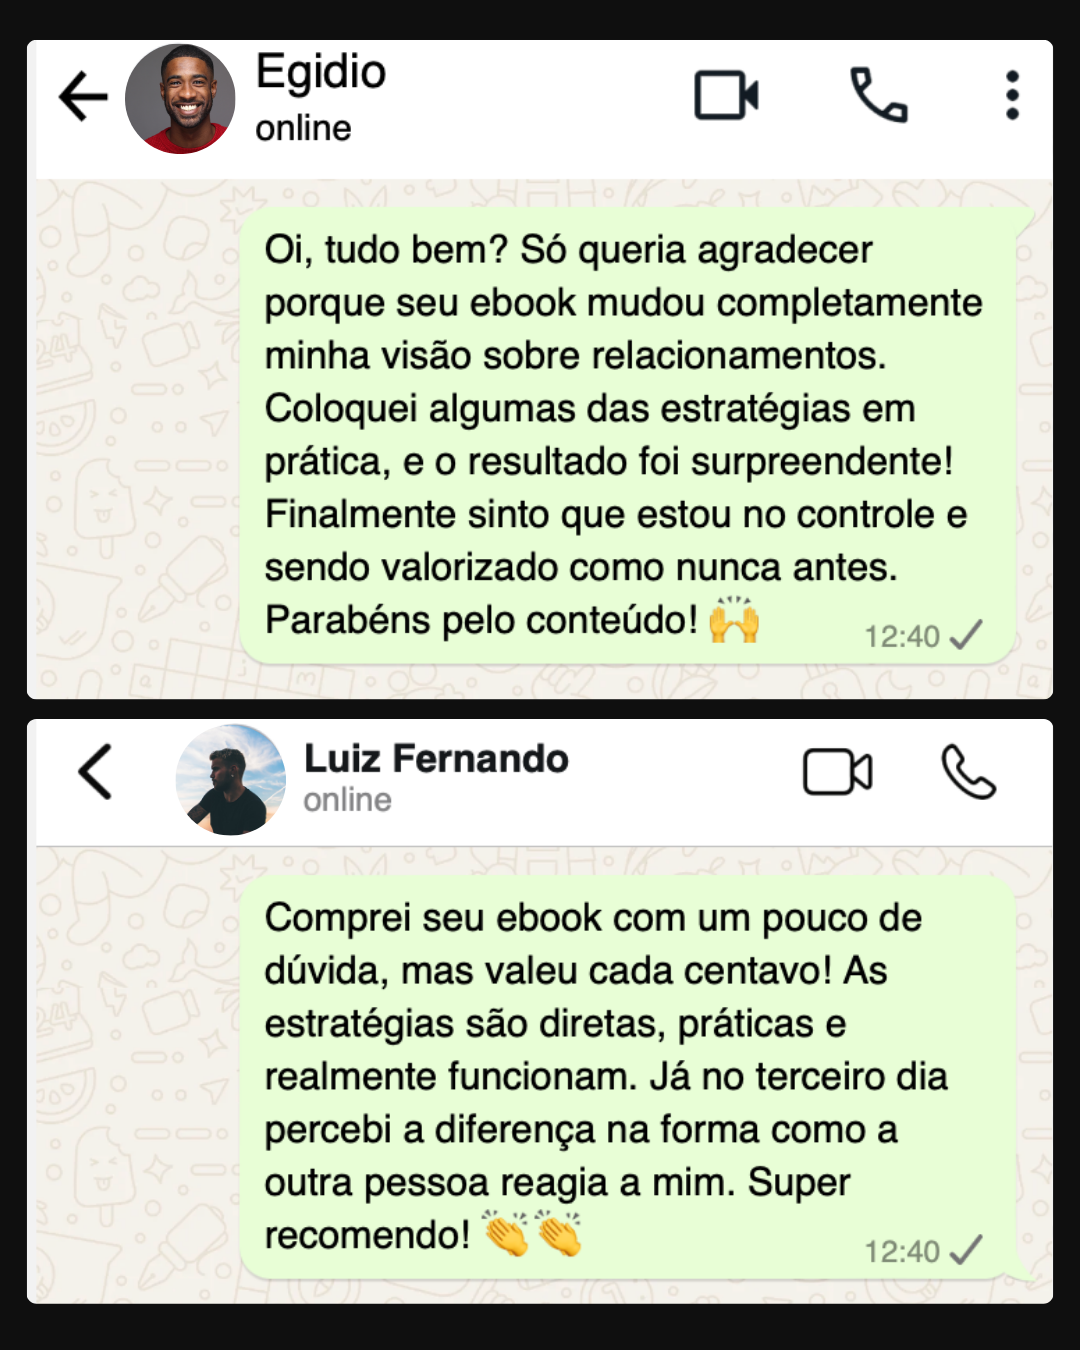 Egidio
online
Oi, tudo bem? Só queria agradecer
porque seu ebook mudou completamente
minha visão sobre relacionamentos.
Coloquei algumas das estratégias em
prática, e o resultado foi surpreendente!
Finalmente sinto que estou no controle e
sendo valorizado como nunca antes.
Parabéns pelo conteúdo! 🙌
12:40
Luiz Fernando
online
Comprei seu ebook com um pouco de
dúvida, mas valeu cada centavo! As
estratégias são diretas, práticas e
realmente funcionam. Já no terceiro dia
percebi a diferença na forma como a
outra pessoa reagia a mim. Super
recomendo! 👏👏
12:40